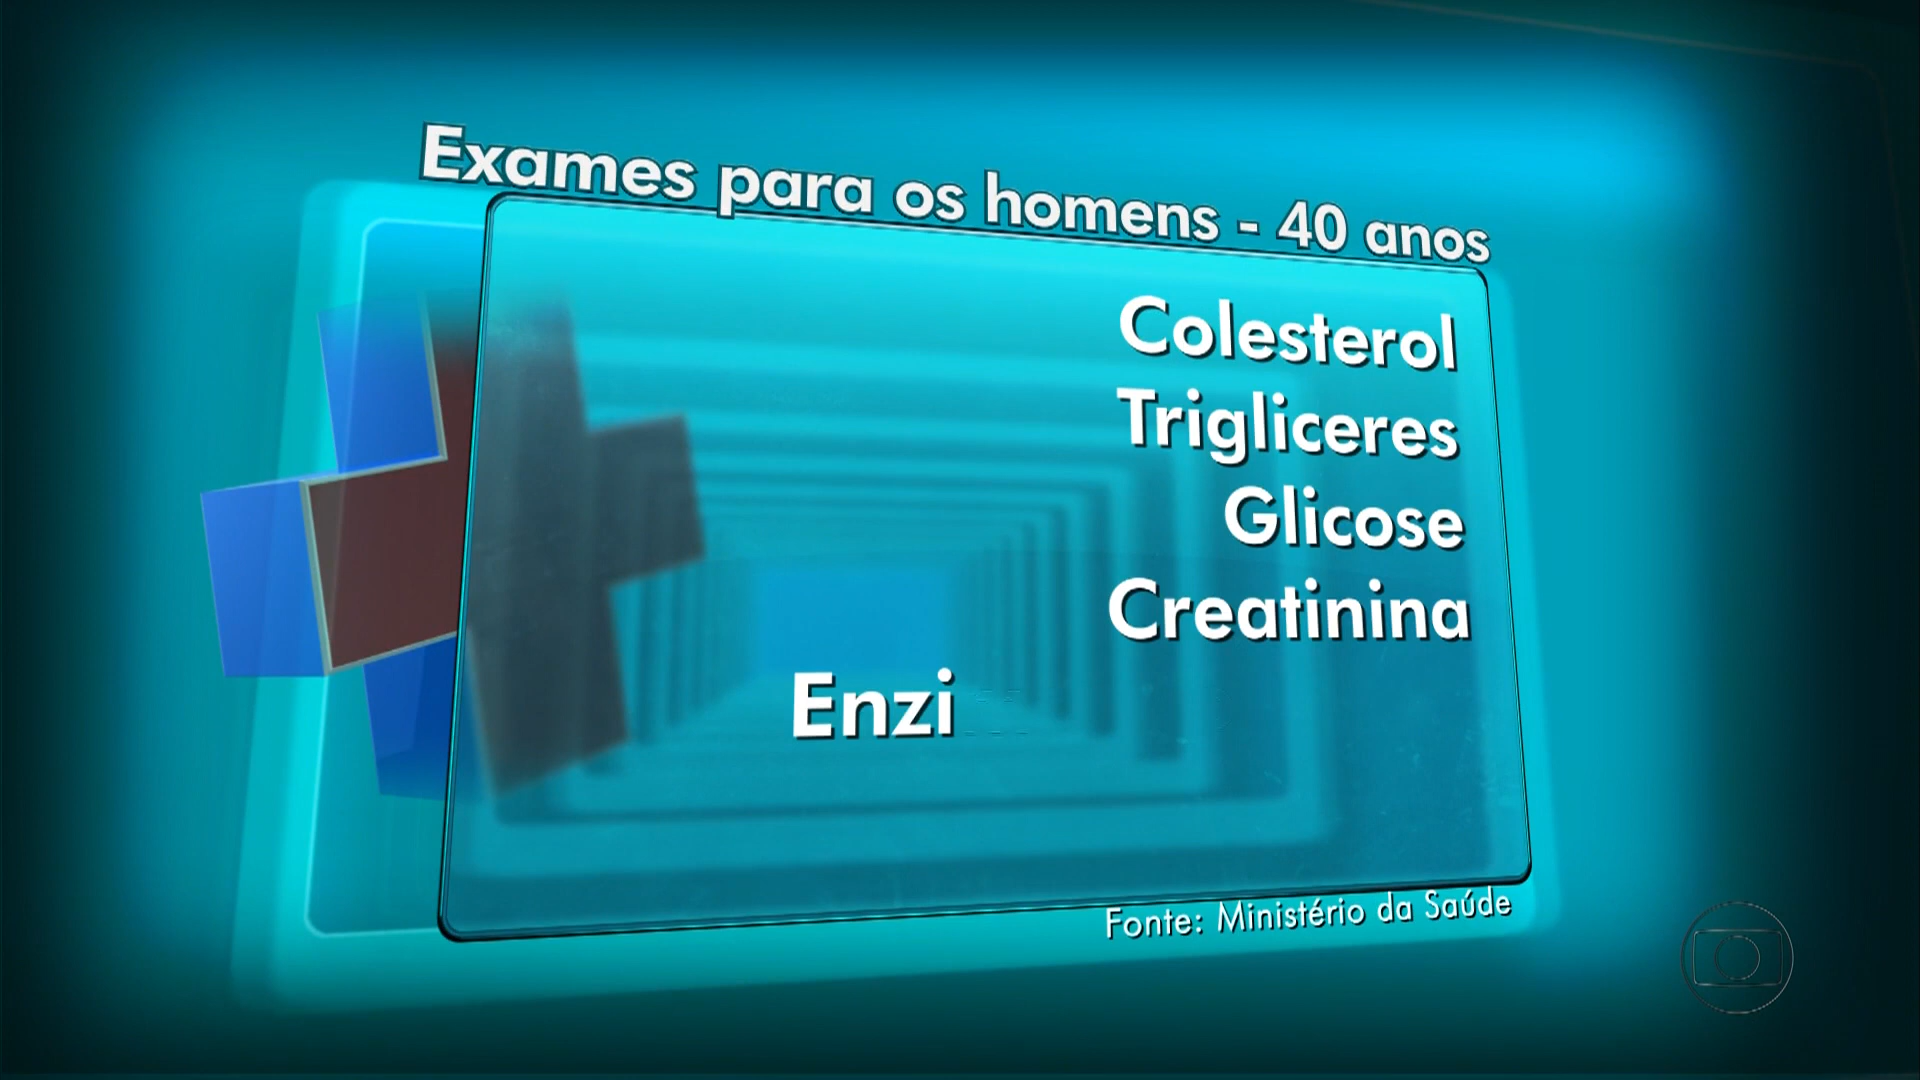 Exames para os homens - 40 anos
Colesterol
Trigliceres
Glicose
Creatinina
Enzi
Fonte: Ministério da Saúde